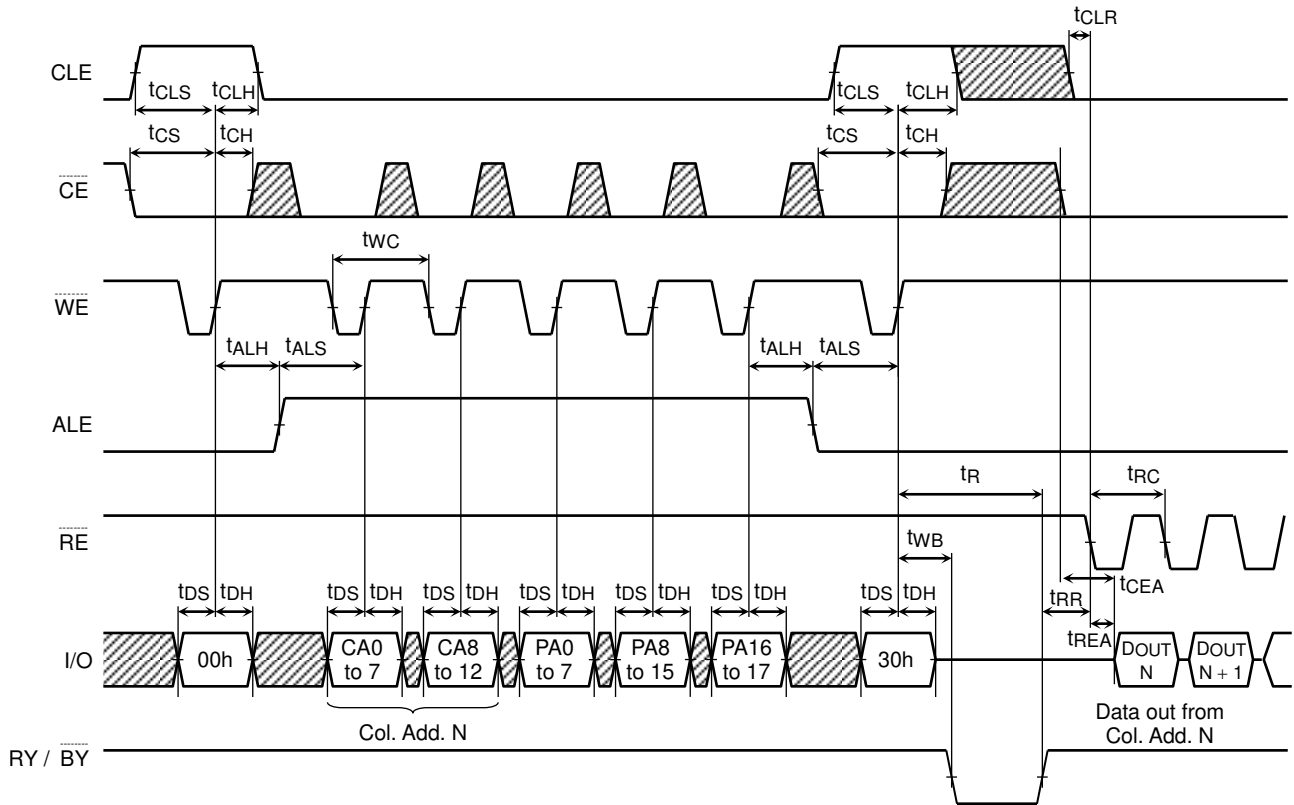 tCLR
CLE
tCLS tCLH tCLS tCLH
tCS tCH tCS tCH
CE
tWC
WE
tALH tALS tALH tALS
ALE
tR tRC
RE
tWB
tCEA
tDS tDH tDS tDH tDS tDH tDS tDH tDS tDH tDS tDH tDS tDH
tRR
tREA
I/O 00h CA0 to 7 CA8 to 12 PA0 to 7 PA8 to 15 PA16 to 17 30h DOUT N DOUT N + 1
Col. Add. N
Data out from
Col. Add. N
RY / BY